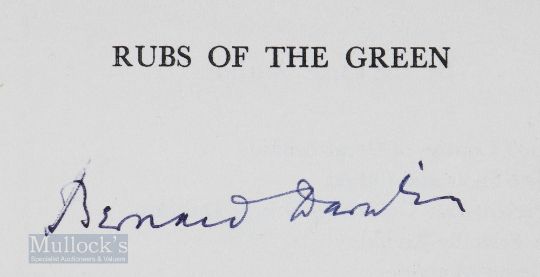 RUBS OF THE GREEN
Bernard Darwin
Mullock's
Specialist Auctioneers & Valuers